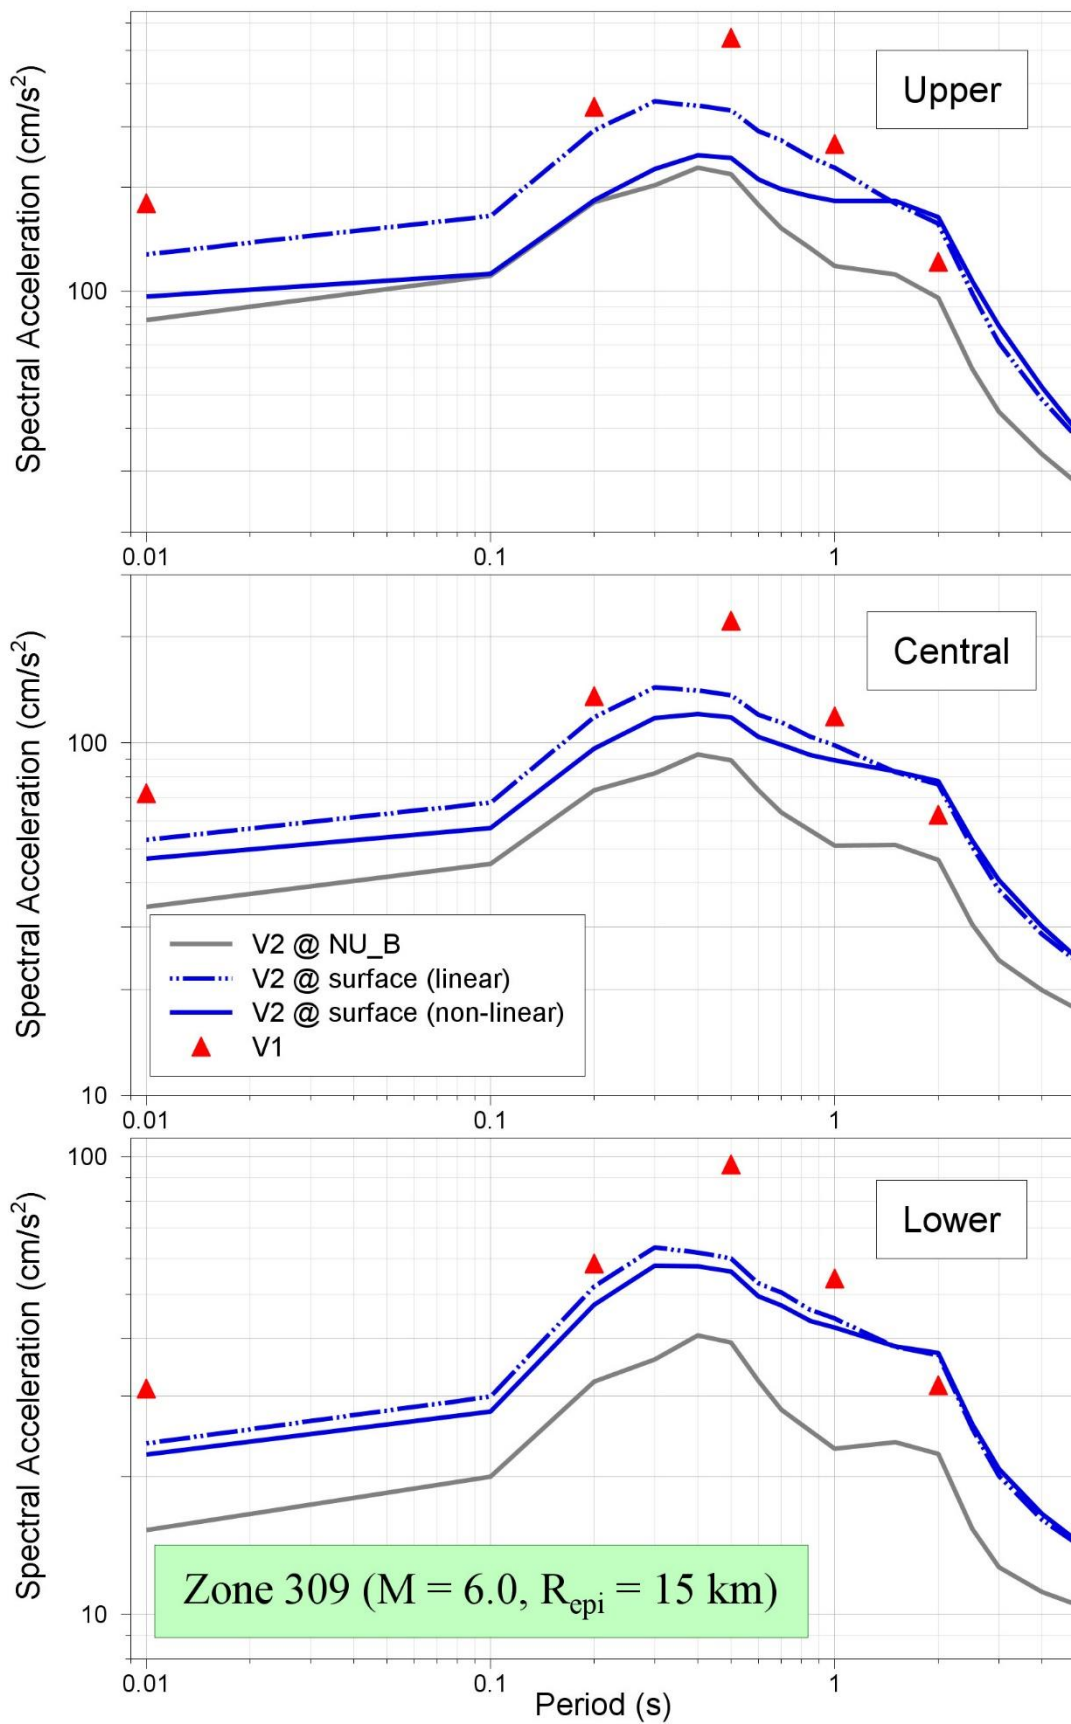 Spectral Acceleration (cm/s²)
Upper
100
0.01 0.1 1
Spectral Acceleration (cm/s²)
Central
100
V2 @ NU_B
V2 @ surface (linear)
V2 @ surface (non-linear)
V1
10
0.01 0.1 1
Spectral Acceleration (cm/s²)
100
Lower
Zone 309 (M = 6.0, Repi = 15 km)
10
0.01 0.1 1
Period (s)